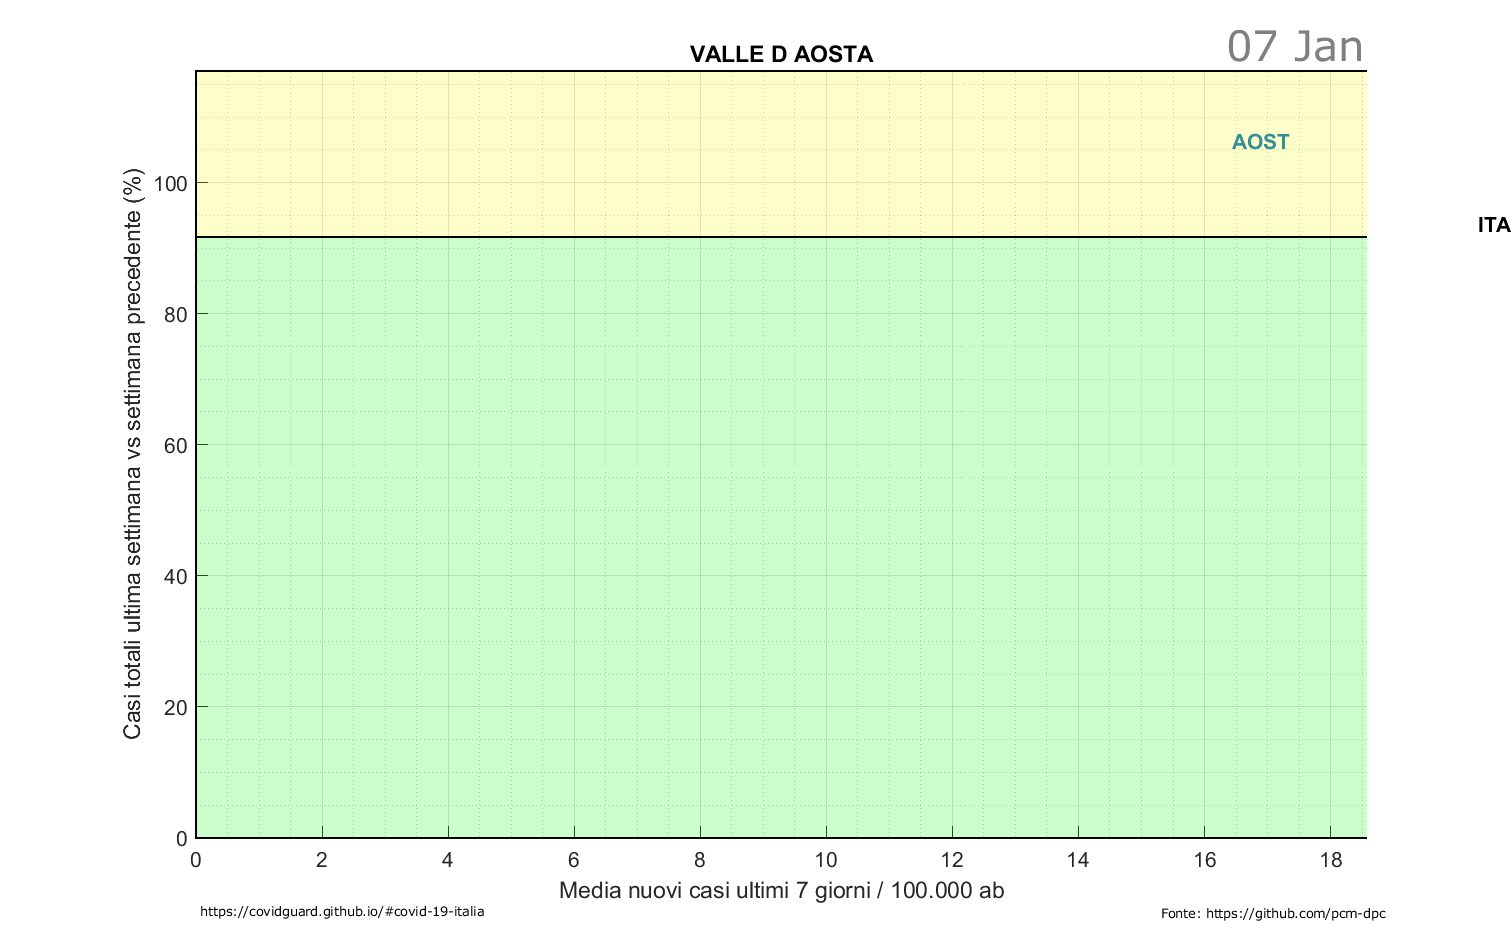 VALLE D AOSTA
07 Jan
AOST
ITA
Casi totali ultima settimana vs settimana precedente (%)
100
80
60
40
20
0
0 2 4 6 8 10 12 14 16 18
Media nuovi casi ultimi 7 giorni / 100.000 ab
https://covidguard.github.io/#covid-19-italia
Fonte: https://github.com/pcm-dpc